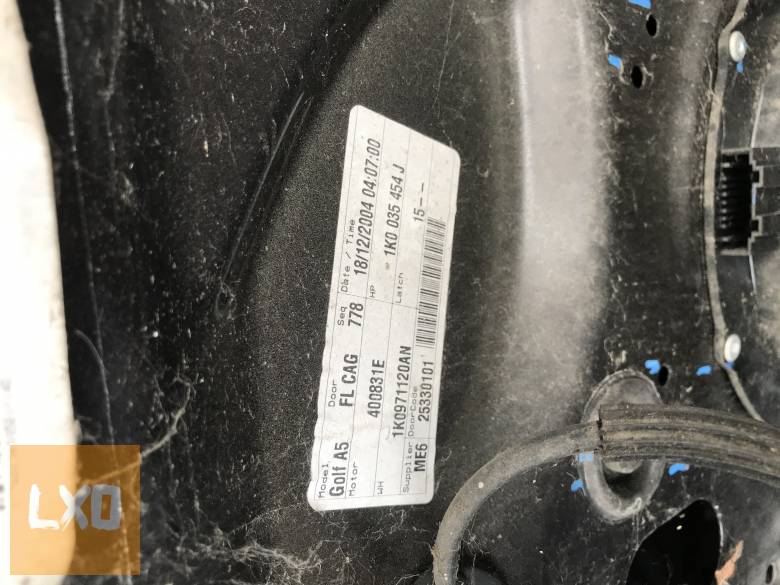 Model Door Seq Date / Time
Golf A5 FL CAG 778 18/12/2004 04:07:00
Motor HP
400831E 1K0 035 454 J
WH Latch
1K0971120AN 15--
Supplier DoorCode
ME6 25330101
LXO